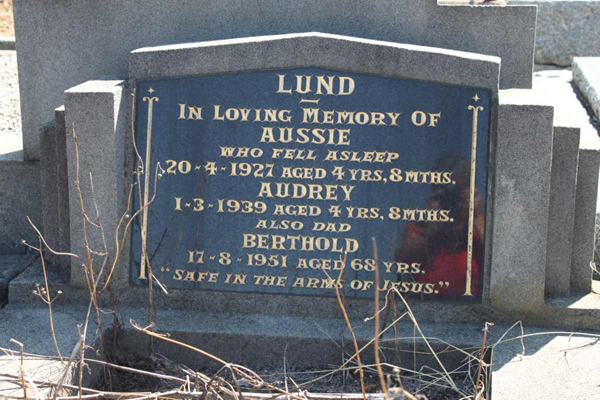 LUND
IN LOVING MEMORY OF
AUSSIE
WHO FELL ASLEEP
20-4-1927 AGED 4 YRS, 8 MTHS.
AUDREY
1-3-1939 AGED 4 YRS, 8 MTHS.
ALSO DAD
BERTHOLD
17-8-1951 AGED 68 YRS.
"SAFE IN THE ARMS OF JESUS."